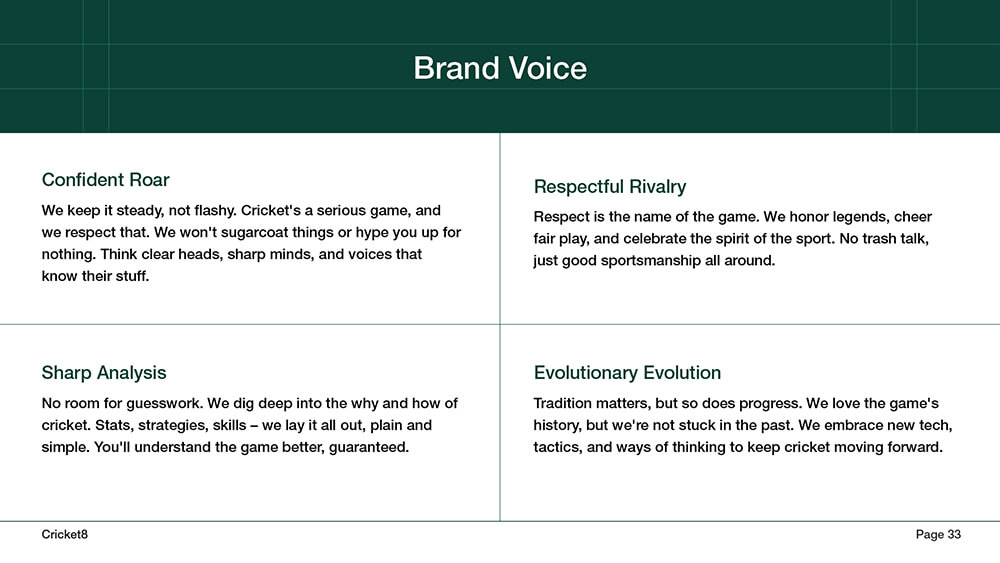 Brand Voice
Confident Roar
We keep it steady, not flashy. Cricket's a serious game, and
we respect that. We won't sugarcoat things or hype you up for
nothing. Think clear heads, sharp minds, and voices that
know their stuff.
Respectful Rivalry
Respect is the name of the game. We honor legends, cheer
fair play, and celebrate the spirit of the sport. No trash talk,
just good sportsmanship all around.
Sharp Analysis
No room for guesswork. We dig deep into the why and how of
cricket. Stats, strategies, skills – we lay it all out, plain and
simple. You'll understand the game better, guaranteed.
Evolutionary Evolution
Tradition matters, but so does progress. We love the game's
history, but we're not stuck in the past. We embrace new tech,
tactics, and ways of thinking to keep cricket moving forward.
Cricket8
Page 33